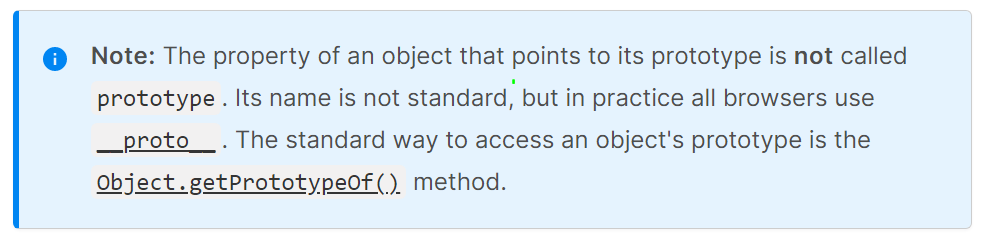 Note: The property of an object that points to its prototype is not called
prototype. Its name is not standard, but in practice all browsers use
__proto__. The standard way to access an object's prototype is the
Object.getPrototypeOf() method.